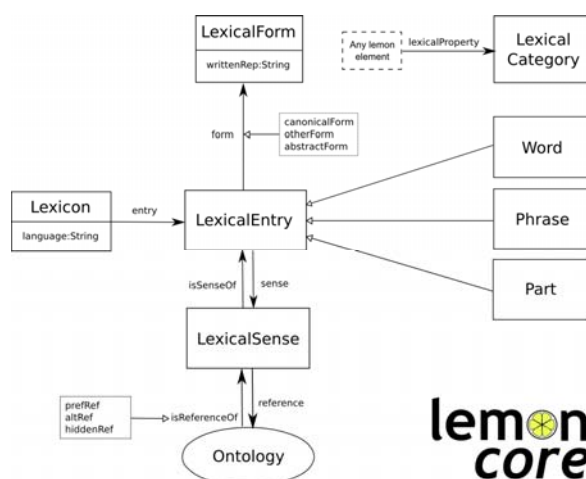 LexicalForm
writtenRep:String
Any lemon
element
lexicalProperty
Lexical
Category
form
canonicalForm
otherForm
abstractForm
Word
Lexicon
language:String
entry
LexicalEntry
Phrase
isSenseOf
sense
Part
LexicalSense
prefRef
altRef
hiddenRef
isReferenceOf
reference
Ontology
lemon
core